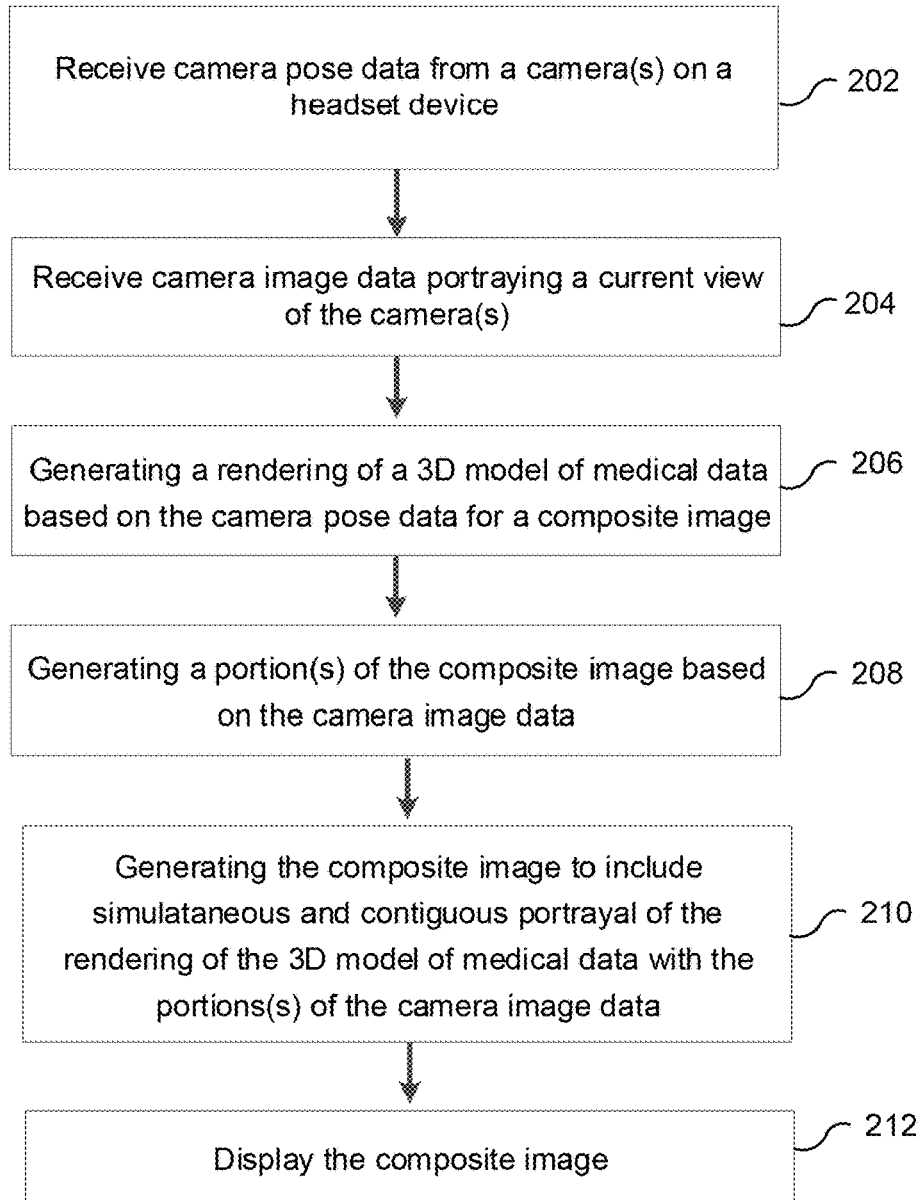 Receive camera pose data from a camera(s) on a
headset device
202
Receive camera image data portraying a current view
of the camera(s)
204
Generating a rendering of a 3D model of medical data
based on the camera pose data for a composite image
206
Generating a portion(s) of the composite image based
on the camera image data
208
Generating the composite image to include
simulataneous and contiguous portrayal of the
rendering of the 3D model of medical data with the
portions(s) of the camera image data
210
Display the composite image
212